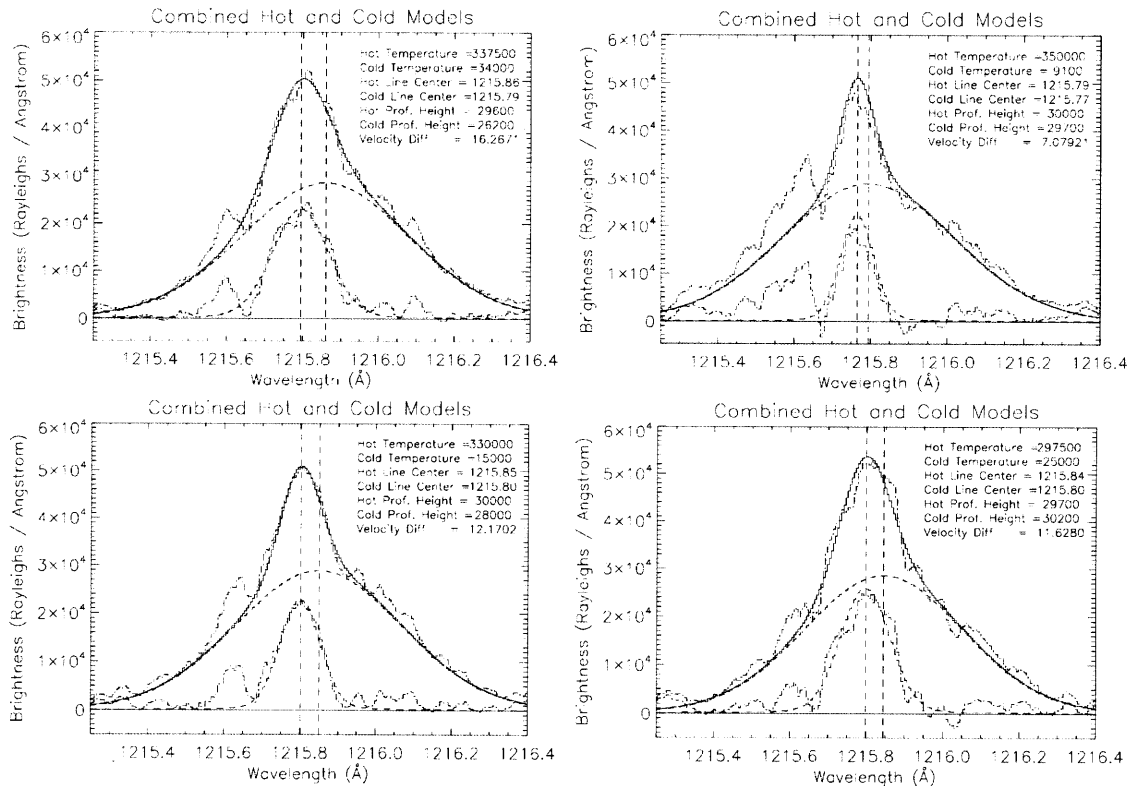 Combined Hot and Cold Models
Brightness (Rayleighs / Angstrom)
6×10⁴
5×10⁴
4×10⁴
3×10⁴
2×10⁴
1×10⁴
0
Hot Temperature =337500
Cold Temperature =34000
Hot Line Center =1215.86
Cold Line Center =1215.79
Hot Prof. Height = 29600
Cold Prof. Height =26200
Velocity Diff = 16.267
1215.4 1215.6 1215.8 1216.0 1216.2 1216.4
Wavelength (Å)
Combined Hot and Cold Models
Brightness (Rayleighs / Angstrom)
6×10⁴
5×10⁴
4×10⁴
3×10⁴
2×10⁴
1×10⁴
0
Hot Temperature =350000
Cold Temperature = 9100
Hot Line Center =1215.79
Cold Line Center =1215.77
Hot Prof. Height = 30000
Cold Prof. Height =29700
Velocity Diff = 7.0792
1215.4 1215.6 1215.8 1216.0 1216.2 1216.4
Wavelength (Å)
Combined Hot and Cold Models
Brightness (Rayleighs / Angstrom)
6×10⁴
5×10⁴
4×10⁴
3×10⁴
2×10⁴
1×10⁴
0
Hot Temperature =330000
Cold Temperature =15000
Hot Line Center = 1215.85
Cold Line Center =1215.80
Hot Prof. Height = 30000
Cold Prof. Height =28000
Velocity Diff = 12.1702
1215.4 1215.6 1215.8 1216.0 1216.2 1216.4
Wavelength (Å)
Combined Hot and Cold Models
Brightness (Rayleighs / Angstrom)
6×10⁴
5×10⁴
4×10⁴
3×10⁴
2×10⁴
1×10⁴
0
Hot Temperature =297500
Cold Temperature =25000
Hot Line Center = 1215.84
Cold Line Center =1215.80
Hot Prof. Height = 29700
Cold Prof. Height =30200
Velocity Diff = 11.6280
1215.4 1215.6 1215.8 1216.0 1216.2 1216.4
Wavelength (Å)